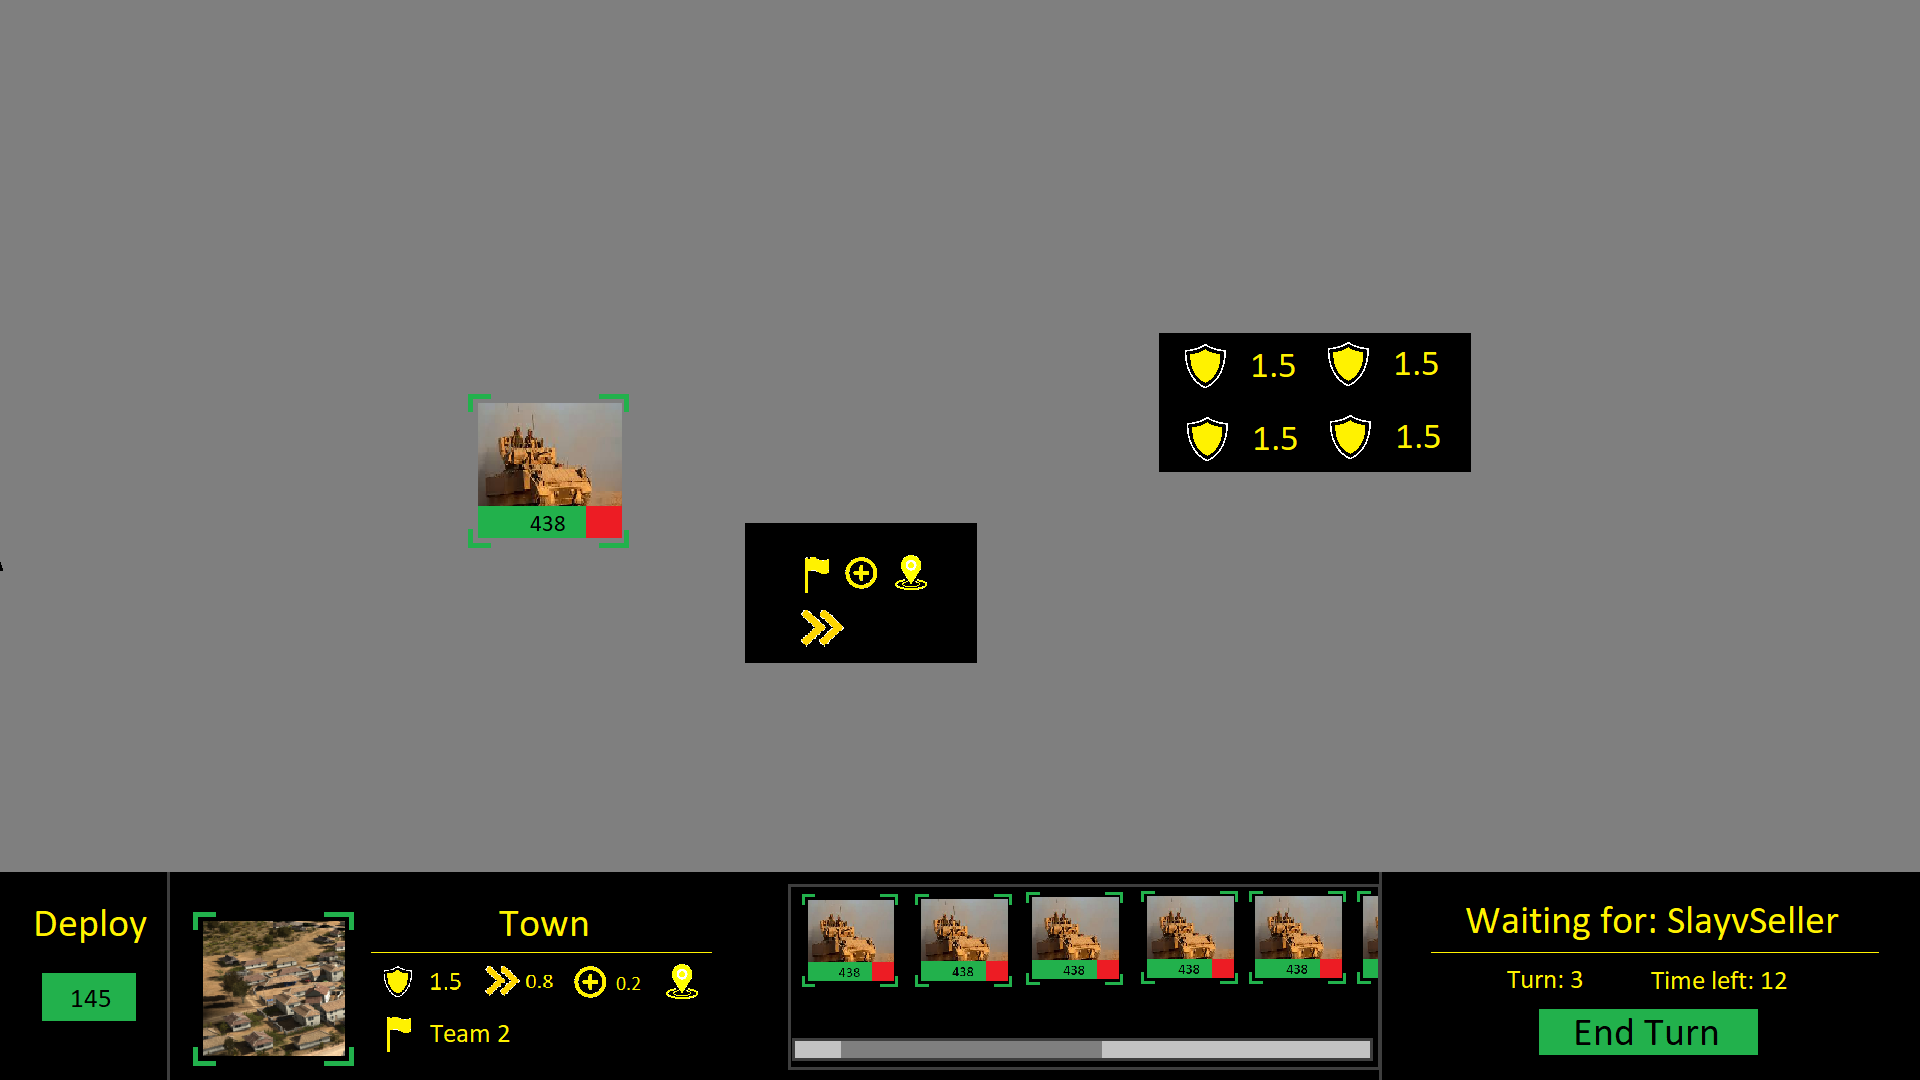 1.5 1.5
1.5 1.5
438
Deploy
145
Town
1.5 0.8 0.2
Team 2
438 438 438 438 438
Waiting for: SlayvSeller
Turn: 3 Time left: 12
End Turn